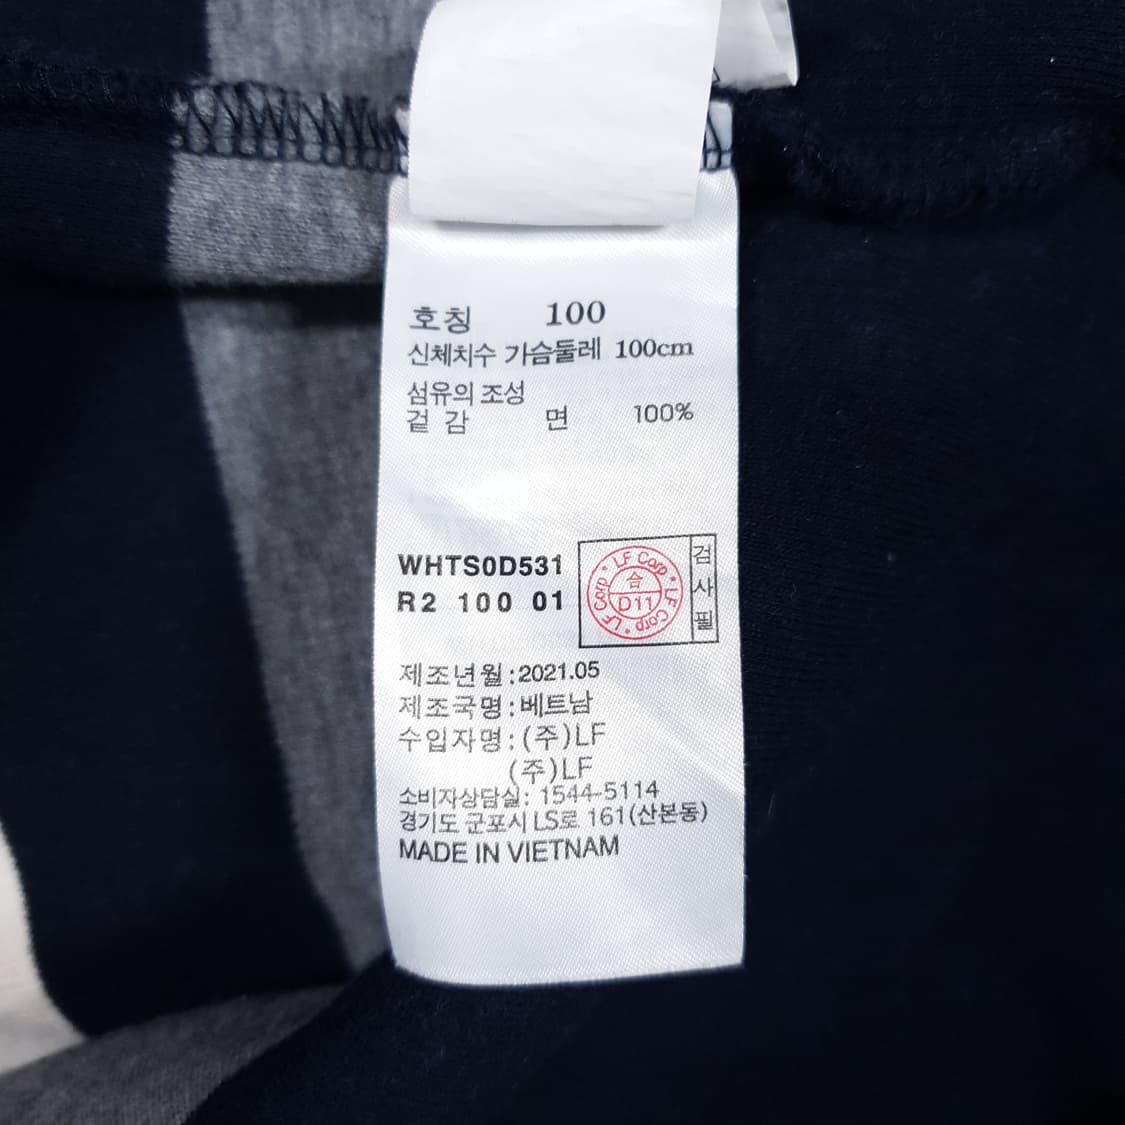 호칭 100
신체치수 가슴둘레 100cm
섬유의 조성
겉 감 면 100%
WHTS0D531
R2 100 01
LF Corp • LF Corp • LF Corp •
合
D11
검사필
제조년월:2021.05
제조국명:베트남
수입자명:(주)LF
(주)LF
소비자상담실: 1544-5114
경기도 군포시 LS로 161(산본동)
MADE IN VIETNAM